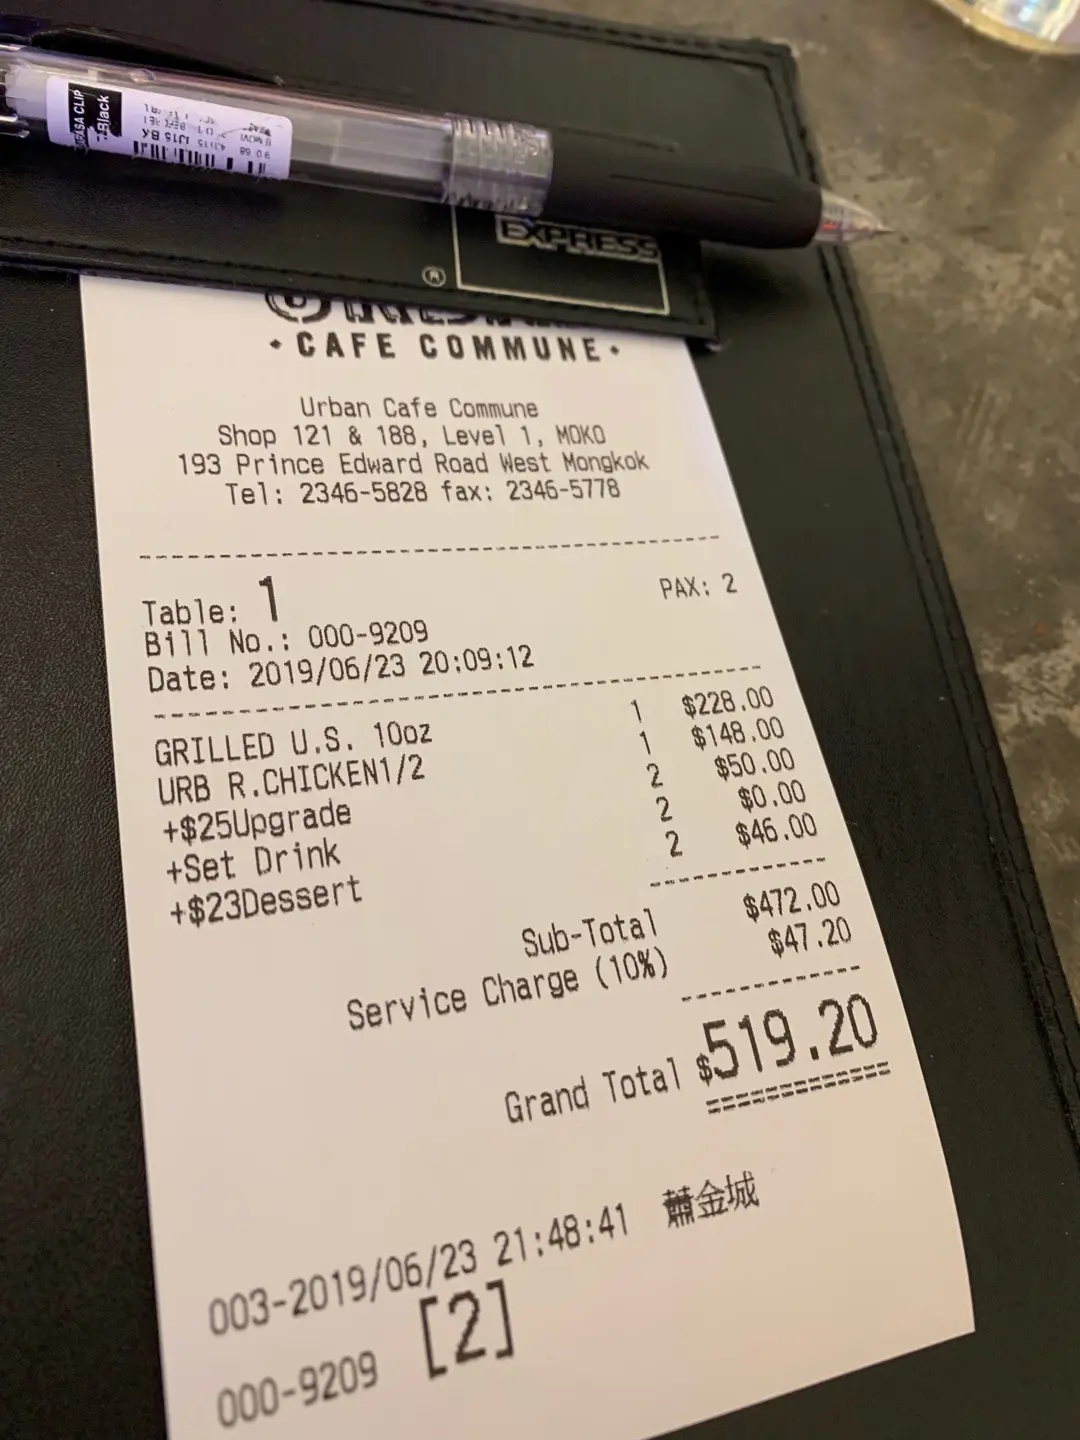 Black
EXPRESS
®
• CAFE COMMUNE •
Urban Cafe Commune
Shop 121 & 188, Level 1, MOKO
193 Prince Edward Road West Mongkok
Tel: 2346-5828 fax: 2346-5778
Table: 1 PAX: 2
Bill No.: 000-9209
Date: 2019/06/23 20:09:12
GRILLED U.S. 10oz 1 $228.00
URB R.CHICKEN1/2 1 $148.00
+$25Upgrade 2 $50.00
+Set Drink 2 $0.00
+$23Dessert 2 $46.00
Sub-Total $472.00
Service Charge (10%) $47.20
Grand Total $519.20
003-2019/06/23 21:48:41 蕭金城
000-9209 [2]